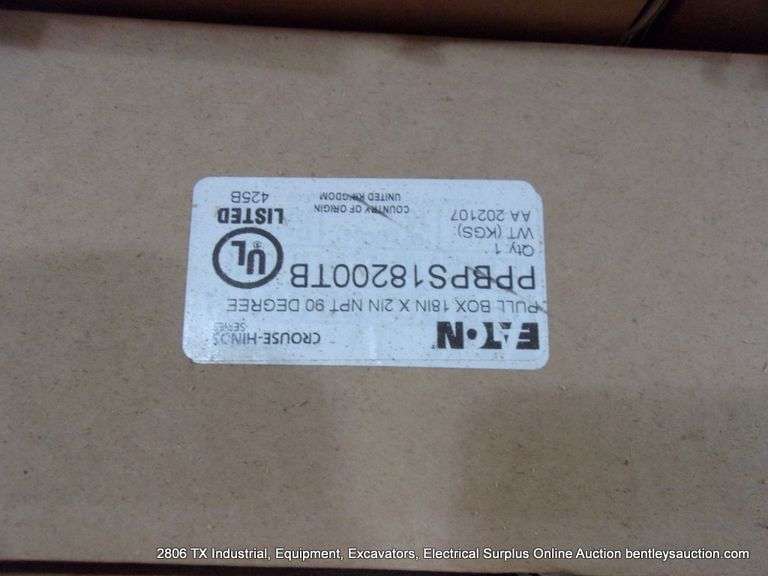 EATON
CROUSE-HINDS
SERIES
PULL BOX 18IN X 2IN NPT 90 DEGREE
PPBPS18200TB
Qty: 1
WT (KGS):
AA 202107
UL
LISTED
425B
COUNTRY OF ORIGIN
UNITED KINGDOM
2806 TX Industrial, Equipment, Excavators, Electrical Surplus Online Auction bentleysauction.com